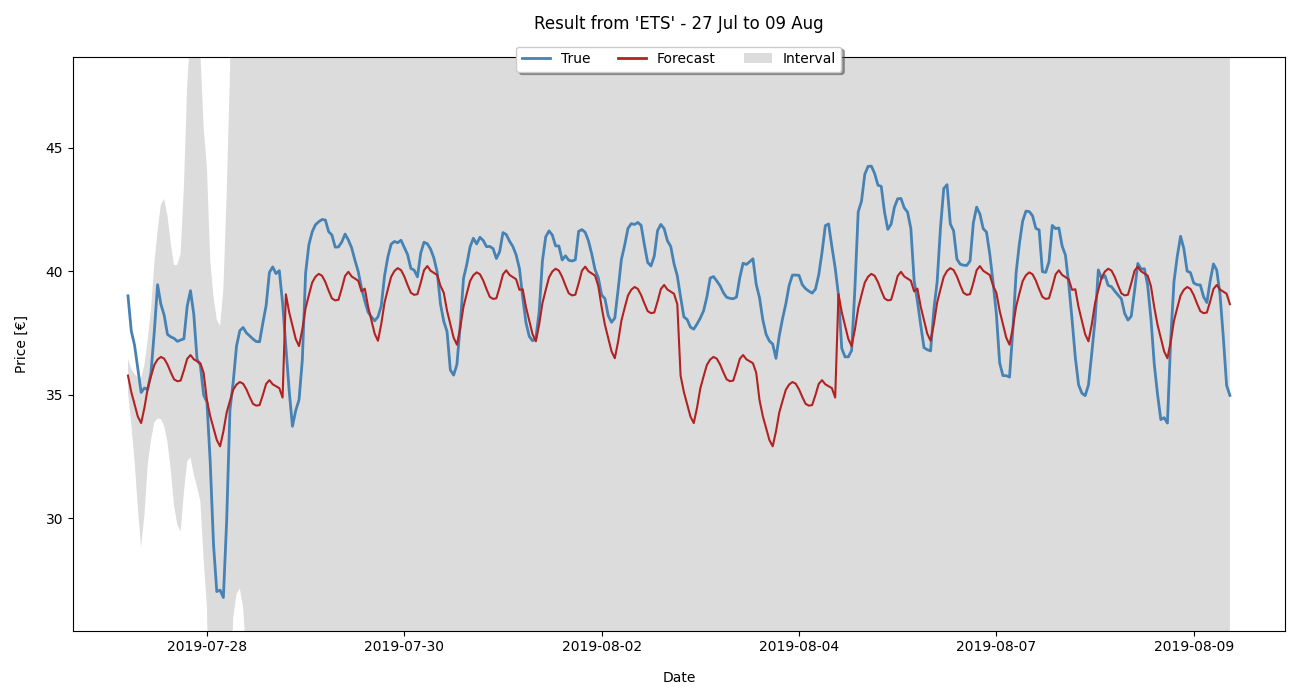 Result from 'ETS' - 27 Jul to 09 Aug
True Forecast Interval
45
40
35
30
Price [€]
2019-07-28 2019-07-30 2019-08-02 2019-08-04 2019-08-07 2019-08-09
Date